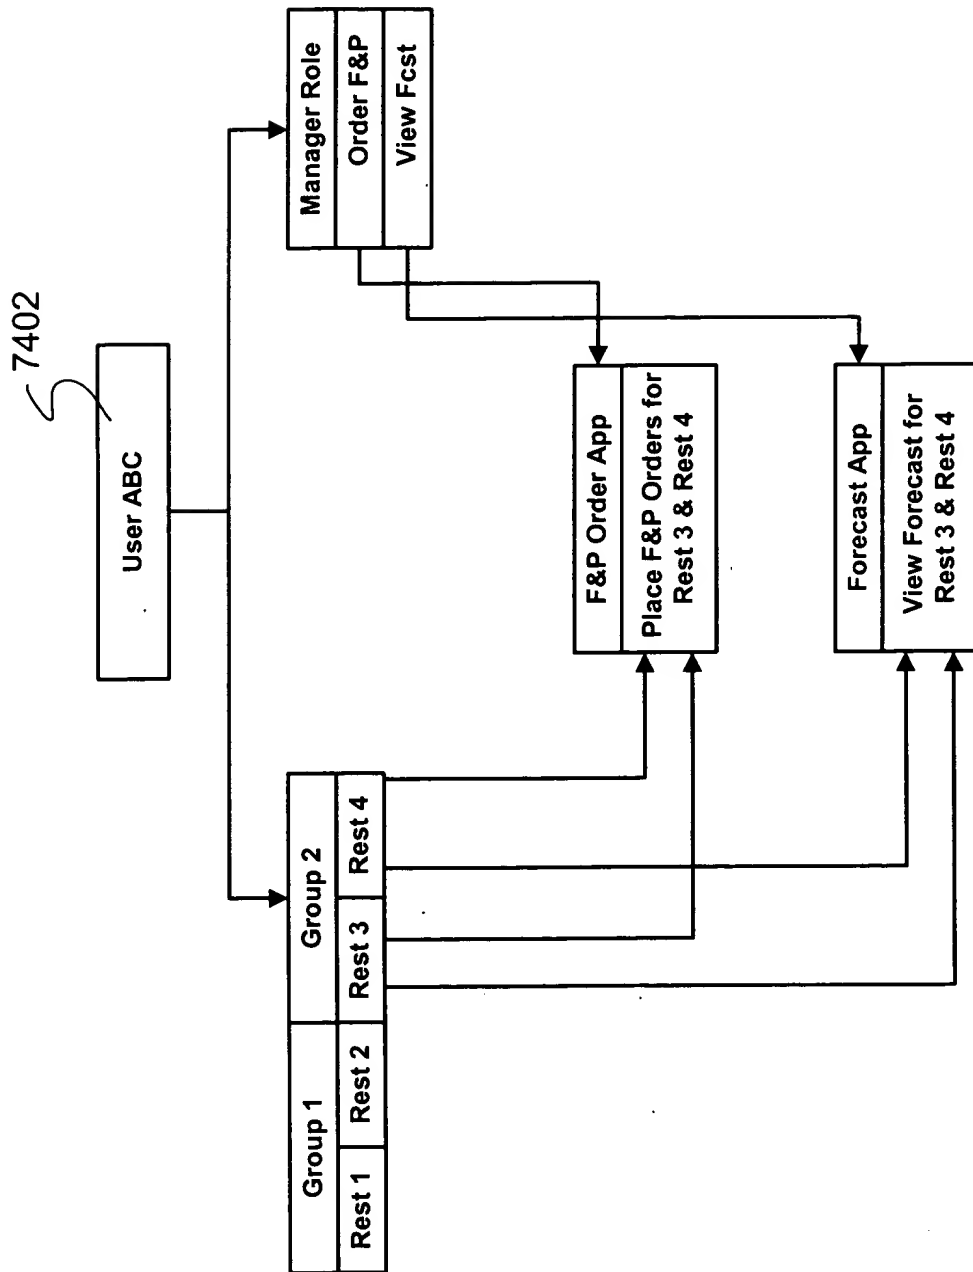 7402
User ABC
Group 1
Group 2
Rest 1
Rest 2
Rest 3
Rest 4
Manager Role
Order F&P
View Fcst
F&P Order App
Place F&P Orders for
Rest 3 & Rest 4
Forecast App
View Forecast for
Rest 3 & Rest 4